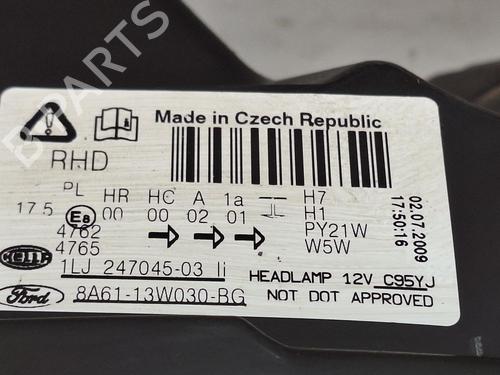 B-PARTS
Made in Czech Republic
RHD
PL HR HC A 1a H7
17.5 E8 00 00 02 01 H1
4762 PY21W
4765 W5W
HELLA 1LJ 247045-03 li HEADLAMP 12V C95YJ
Ford 8A61-13W030-BG NOT DOT APPROVED
02.07.2009
17:50:16